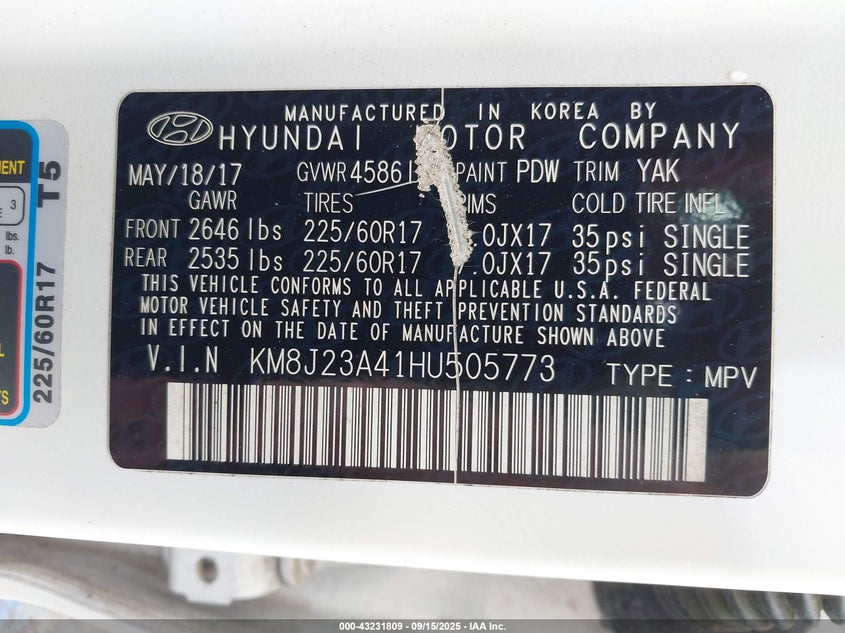 MANUFACTURED IN KOREA BY
HYUNDAI COMPANY
MAY/18/17 GVWR 4586 PAINT PDW TRIM YAK
GAWR TIRES COLD TIRE INFL
FRONT 2646 lbs 225/60R17 .0JX17 35psi SINGLE
REAR 2535 lbs 225/60R17 .0JX17 35psi SINGLE
THIS VEHICLE CONFORMS TO ALL APPLICABLE U.S.A. FEDERAL
MOTOR VEHICLE SAFETY AND THEFT PREVENTION STANDARDS
IN EFFECT ON THE DATE OF MANUFACTURE SHOWN ABOVE
V.I.N KM8J23A41HU505773 TYPE : MPV
225/60R17 T5
3
lbs.
lb.
000-43231809 - 09/15/2025 - IAA Inc.